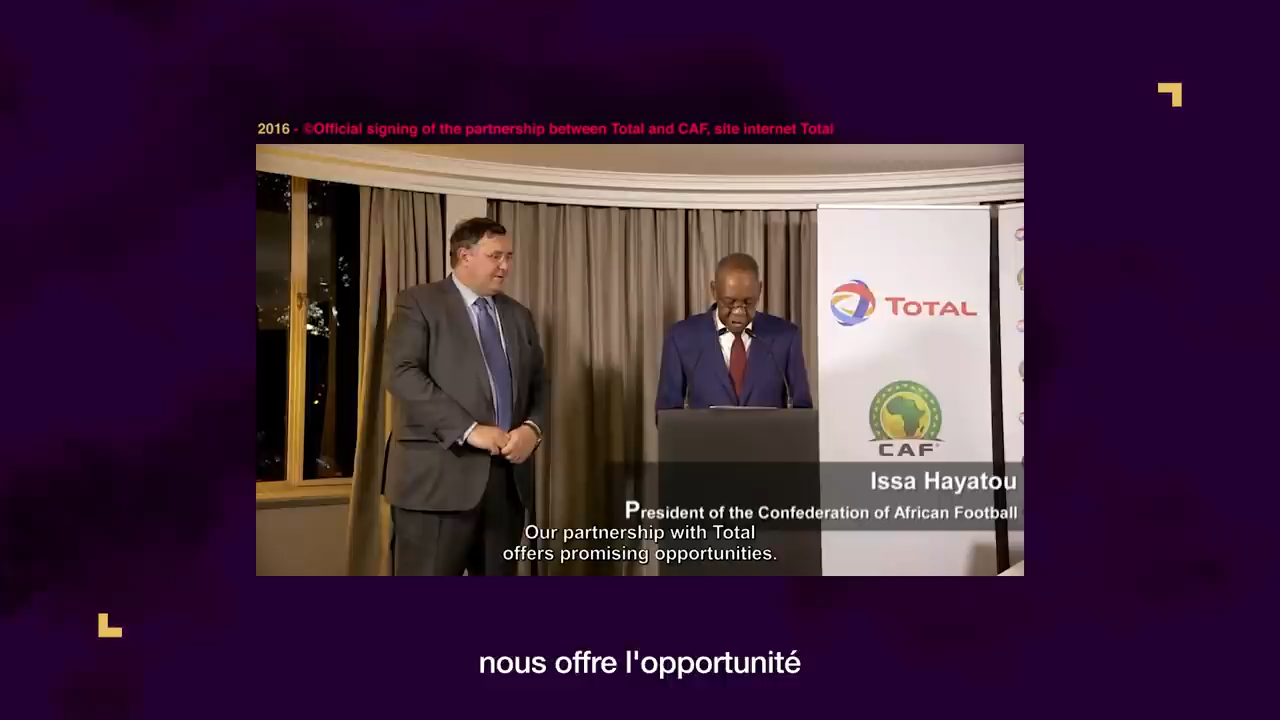 2016 - ©Official signing of the partnership between Total and CAF, site internet Total
TOTAL
CAF
Issa Hayatou
President of the Confederation of African Football
Our partnership with Total
offers promising opportunities.
nous offre l'opportunité